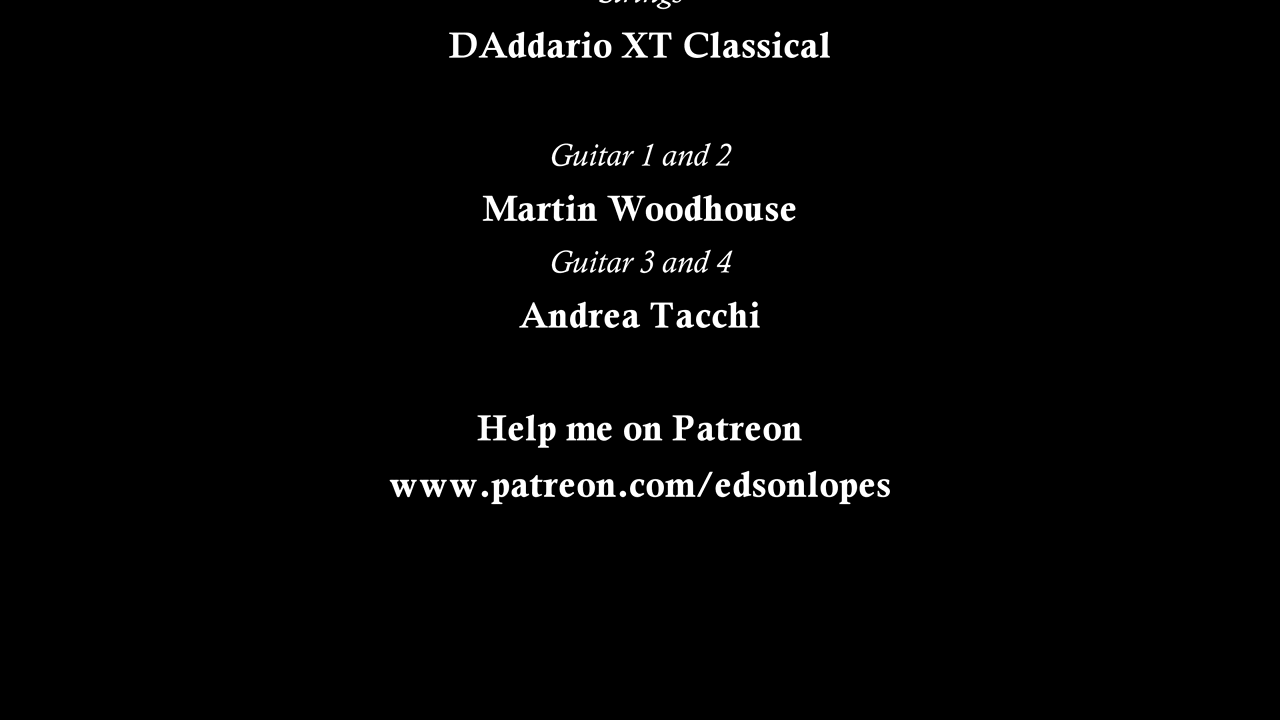 Strings
DAddario XT Classical
Guitar 1 and 2
Martin Woodhouse
Guitar 3 and 4
Andrea Tacchi
Help me on Patreon
www.patreon.com/edsonlopes